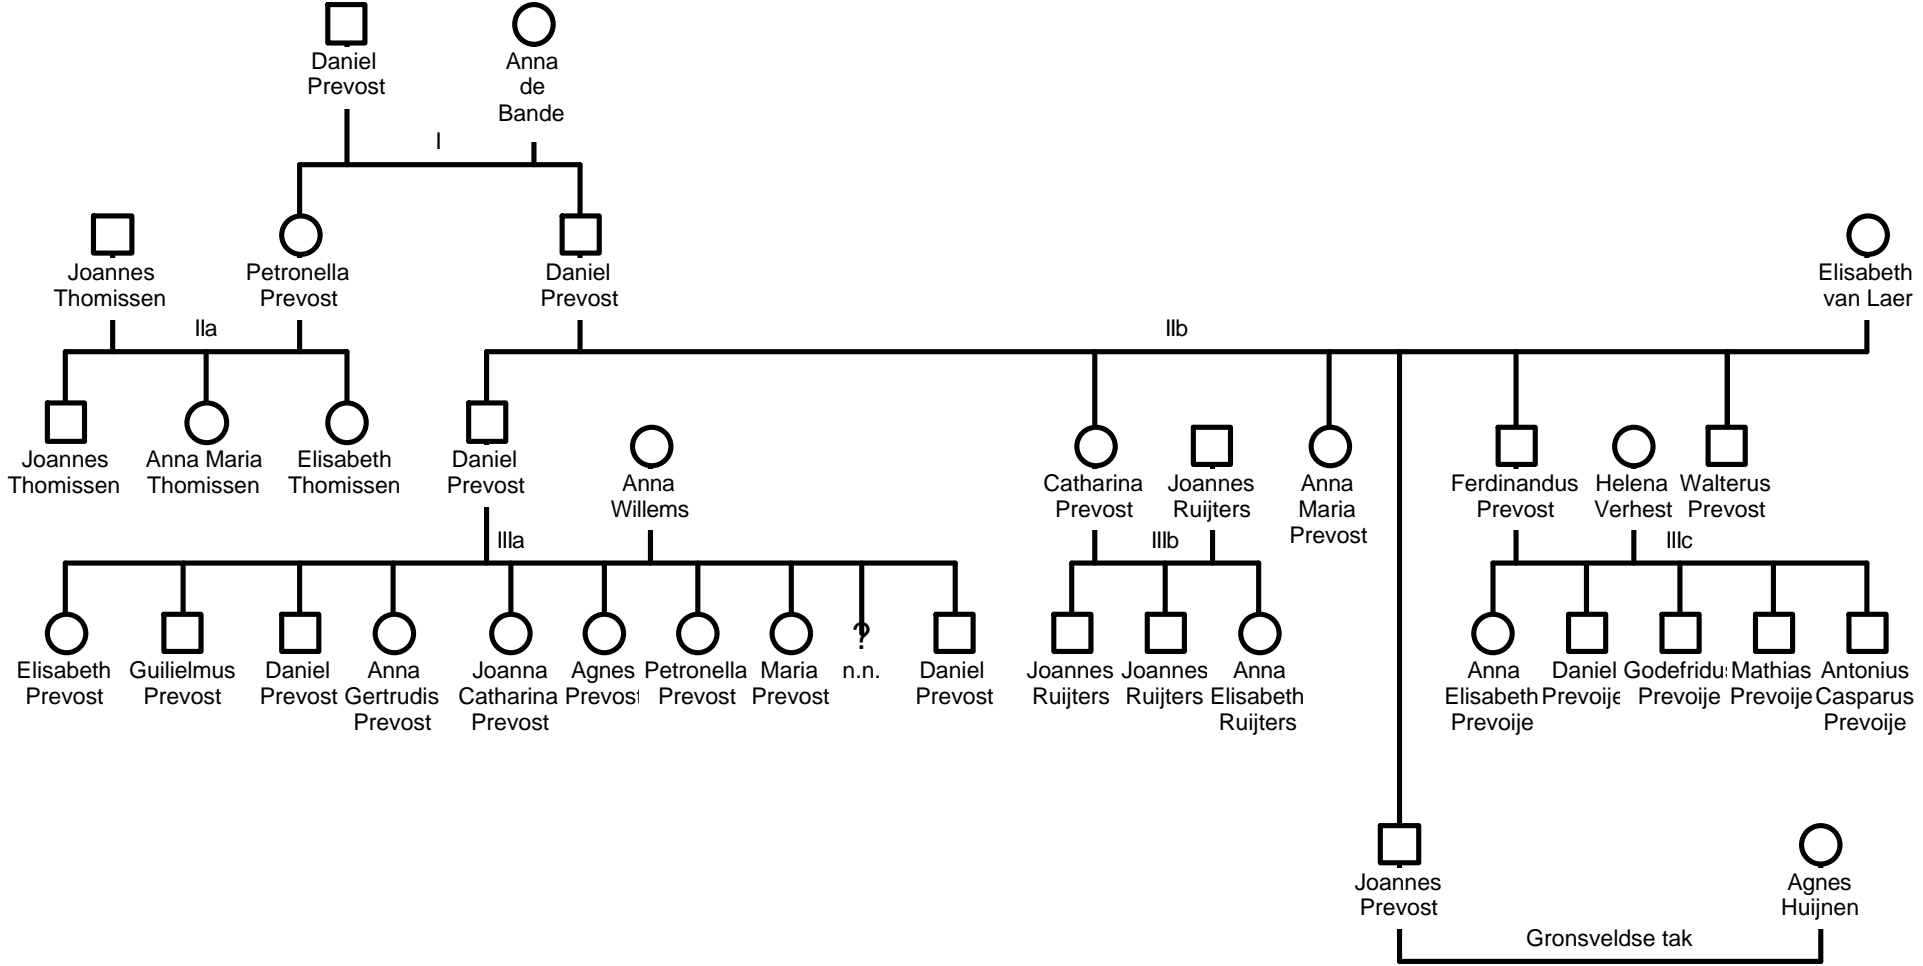 Daniel
Prevost
Anna
de
Bande
I
Joannes
Thomissen
Petronella
Prevost
Daniel
Prevost
Elisabeth
van Laer
IIa
IIb
Joannes
Thomissen
Anna Maria
Thomissen
Elisabeth
Thomissen
Daniel
Prevost
Anna
Willems
Catharina
Prevost
Joannes
Ruijters
Anna
Maria
Prevost
Ferdinandus
Prevost
Helena
Verhest
Walterus
Prevost
IIIa
IIIb
IIIc
Elisabeth
Prevost
Guilielmus
Prevost
Daniel
Prevost
Anna
Gertrudis
Prevost
Joanna
Catharina
Prevost
Agnes
Prevost
Petronella
Prevost
Maria
Prevost
?
n.n.
Daniel
Prevost
Joannes
Ruijters
Joannes
Ruijters
Anna
Elisabeth
Ruijters
Anna
Elisabeth
Prevoije
Daniel
Prevoije
Godefridus
Prevoije
Mathias
Prevoije
Antonius
Casparus
Prevoije
Joannes
Prevost
Agnes
Huijnen
Gronsveldse tak